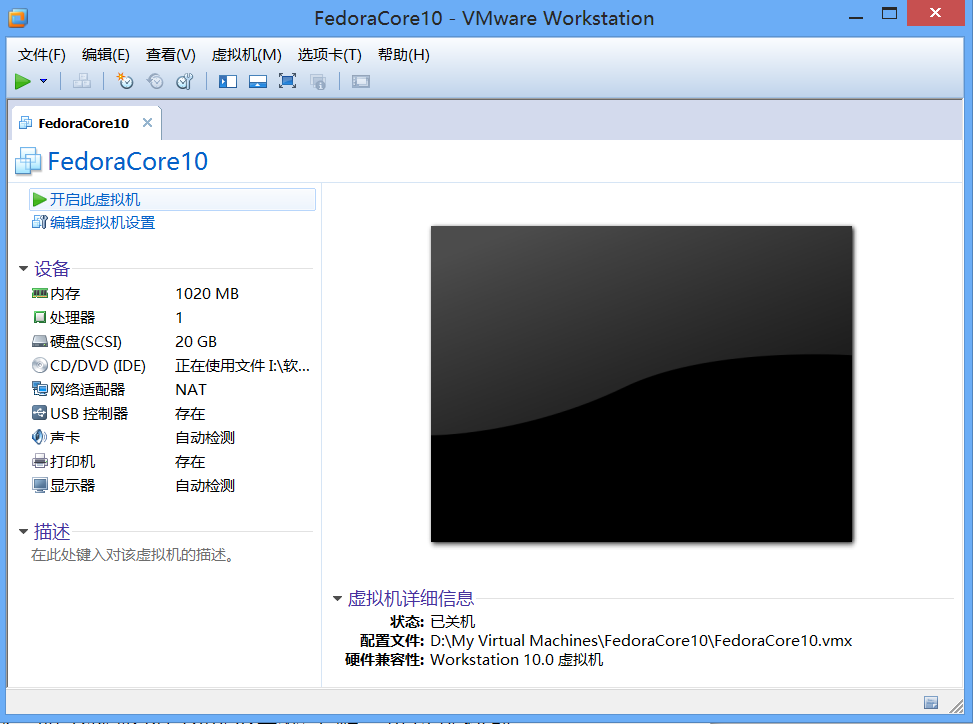 FedoraCore10 - VMware Workstation
文件(F) 编辑(E) 查看(V) 虚拟机(M) 选项卡(T) 帮助(H)
FedoraCore10
FedoraCore10
开启此虚拟机
编辑虚拟机设置
设备
内存 1020 MB
处理器 1
硬盘(SCSI) 20 GB
CD/DVD (IDE) 正在使用文件 I:\软...
网络适配器 NAT
USB 控制器 存在
声卡 自动检测
打印机 存在
显示器 自动检测
描述
在此处键入对该虚拟机的描述。
虚拟机详细信息
状态: 已关机
配置文件: D:\My Virtual Machines\FedoraCore10\FedoraCore10.vmx
硬件兼容性: Workstation 10.0 虚拟机